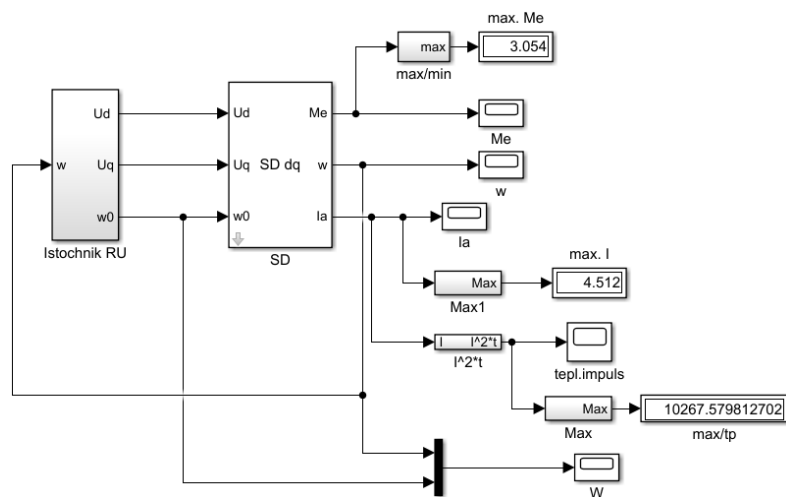 max. Me
max
3.054
max/min
Ud
Ud
Me
Me
w
Uq
Uq
SD dq
w
w
w0
w0
Ia
Ia
Istochnik RU
SD
max. I
Max
4.512
Max1
I
I^2*t
I^2*t
tepl.impuls
Max
10267.579812702
Max
max/tp
W